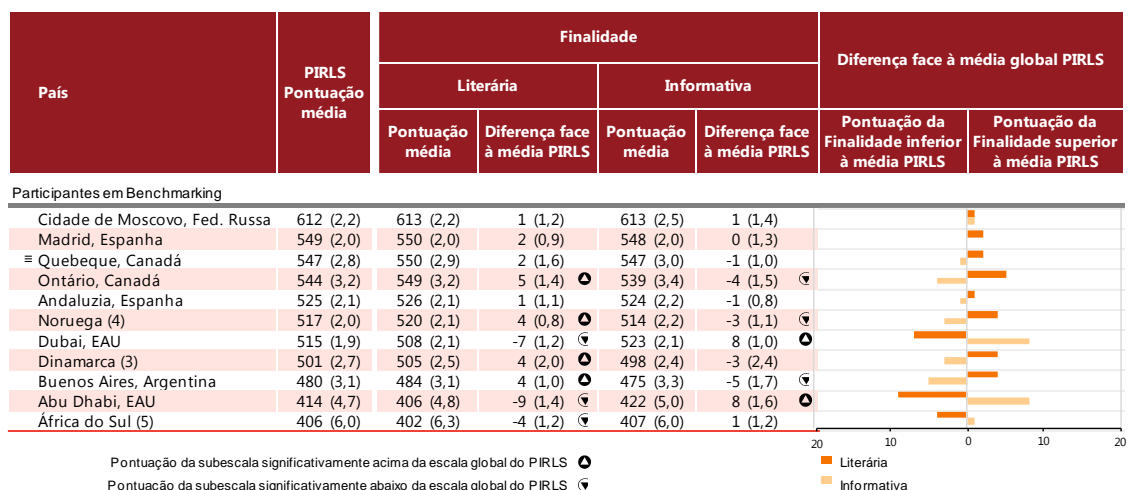 Finalidade
Diferença face à média global PIRLS
País
PIRLS Pontuação média
Literária
Informativa
Pontuação média
Diferença face à média PIRLS
Pontuação média
Diferença face à média PIRLS
Pontuação da Finalidade inferior à média PIRLS
Pontuação da Finalidade superior à média PIRLS
Participantes em Benchmarking
Cidade de Moscovo, Fed. Russa 612 (2,2) 613 (2,2) 1 (1,2) 613 (2,5) 1 (1,4)
Madrid, Espanha 549 (2,0) 550 (2,0) 2 (0,9) 548 (2,0) 0 (1,3)
≡ Quebeque, Canadá 547 (2,8) 550 (2,9) 2 (1,6) 547 (3,0) -1 (1,0)
Ontário, Canadá 544 (3,2) 549 (3,2) 5 (1,4) 539 (3,4) -4 (1,5)
Andaluzia, Espanha 525 (2,1) 526 (2,1) 1 (1,1) 524 (2,2) -1 (0,8)
Noruega (4) 517 (2,0) 520 (2,1) 4 (0,8) 514 (2,2) -3 (1,1)
Dubai, EAU 515 (1,9) 508 (2,1) -7 (1,2) 523 (2,1) 8 (1,0)
Dinamarca (3) 501 (2,7) 505 (2,5) 4 (2,0) 498 (2,4) -3 (2,4)
Buenos Aires, Argentina 480 (3,1) 484 (3,1) 4 (1,0) 475 (3,3) -5 (1,7)
Abu Dhabi, EAU 414 (4,7) 406 (4,8) -9 (1,4) 422 (5,0) 8 (1,6)
África do Sul (5) 406 (6,0) 402 (6,3) -4 (1,2) 407 (6,0) 1 (1,2)
20 10 0 10 20
Pontuação da subescala significativamente acima da escala global do PIRLS
Literária
Pontuação da subescala significativamente abaixo da escala global do PIRLS
Informativa